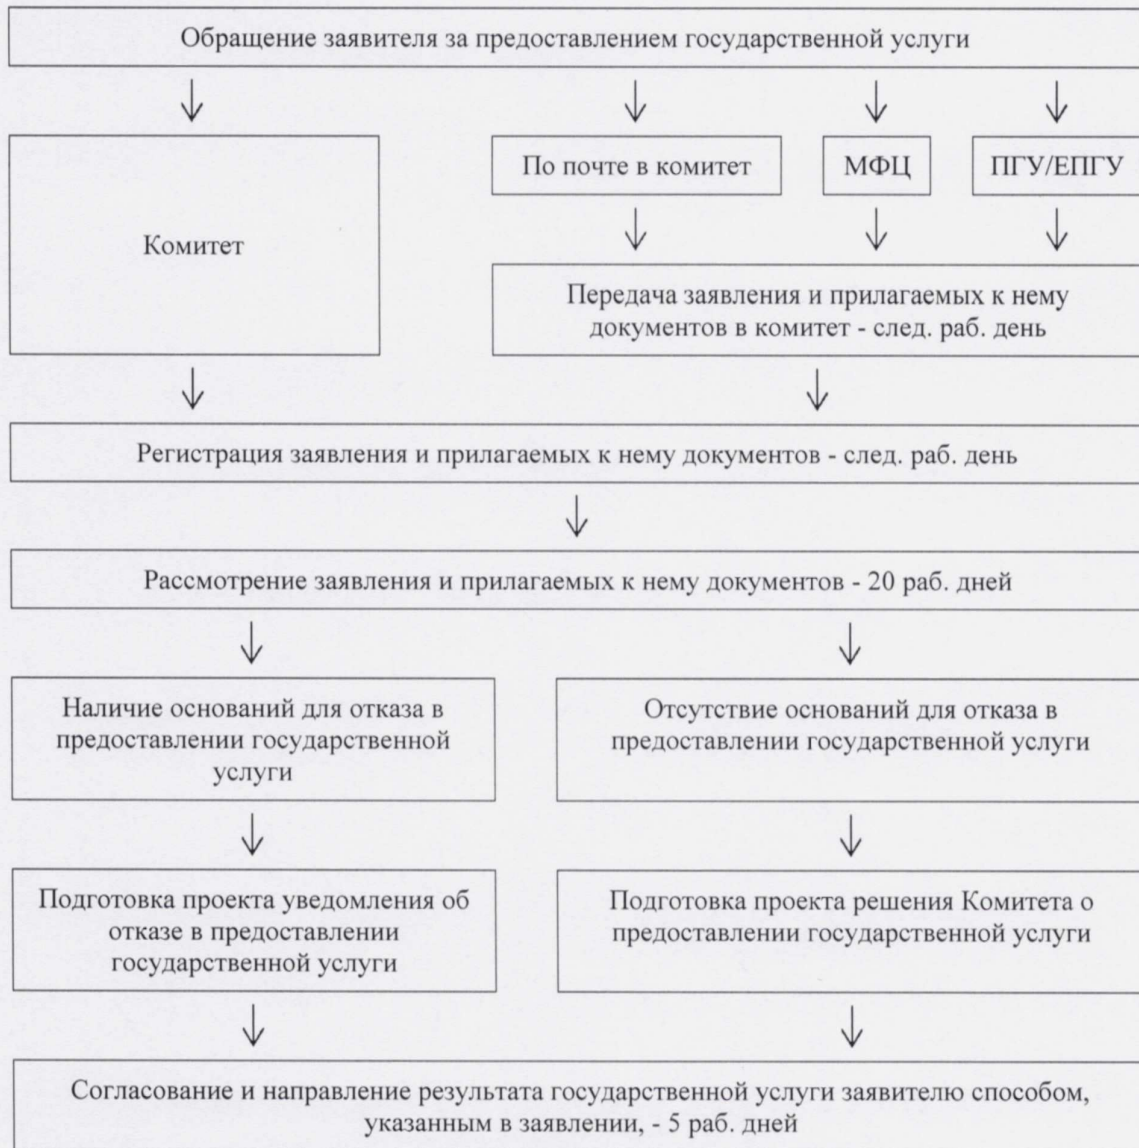 Обращение заявителя за предоставлением государственной услуги
По почте в комитет
МФЦ
ПГУ/ЕПГУ
Комитет
Передача заявления и прилагаемых к нему
документов в комитет - след. раб. день
Регистрация заявления и прилагаемых к нему документов - след. раб. день
Рассмотрение заявления и прилагаемых к нему документов - 20 раб. дней
Наличие оснований для отказа в
предоставлении государственной
услуги
Отсутствие оснований для отказа в
предоставлении государственной услуги
Подготовка проекта уведомления об
отказе в предоставлении
государственной услуги
Подготовка проекта решения Комитета о
предоставлении государственной услуги
Согласование и направление результата государственной услуги заявителю способом,
указанным в заявлении, - 5 раб. дней